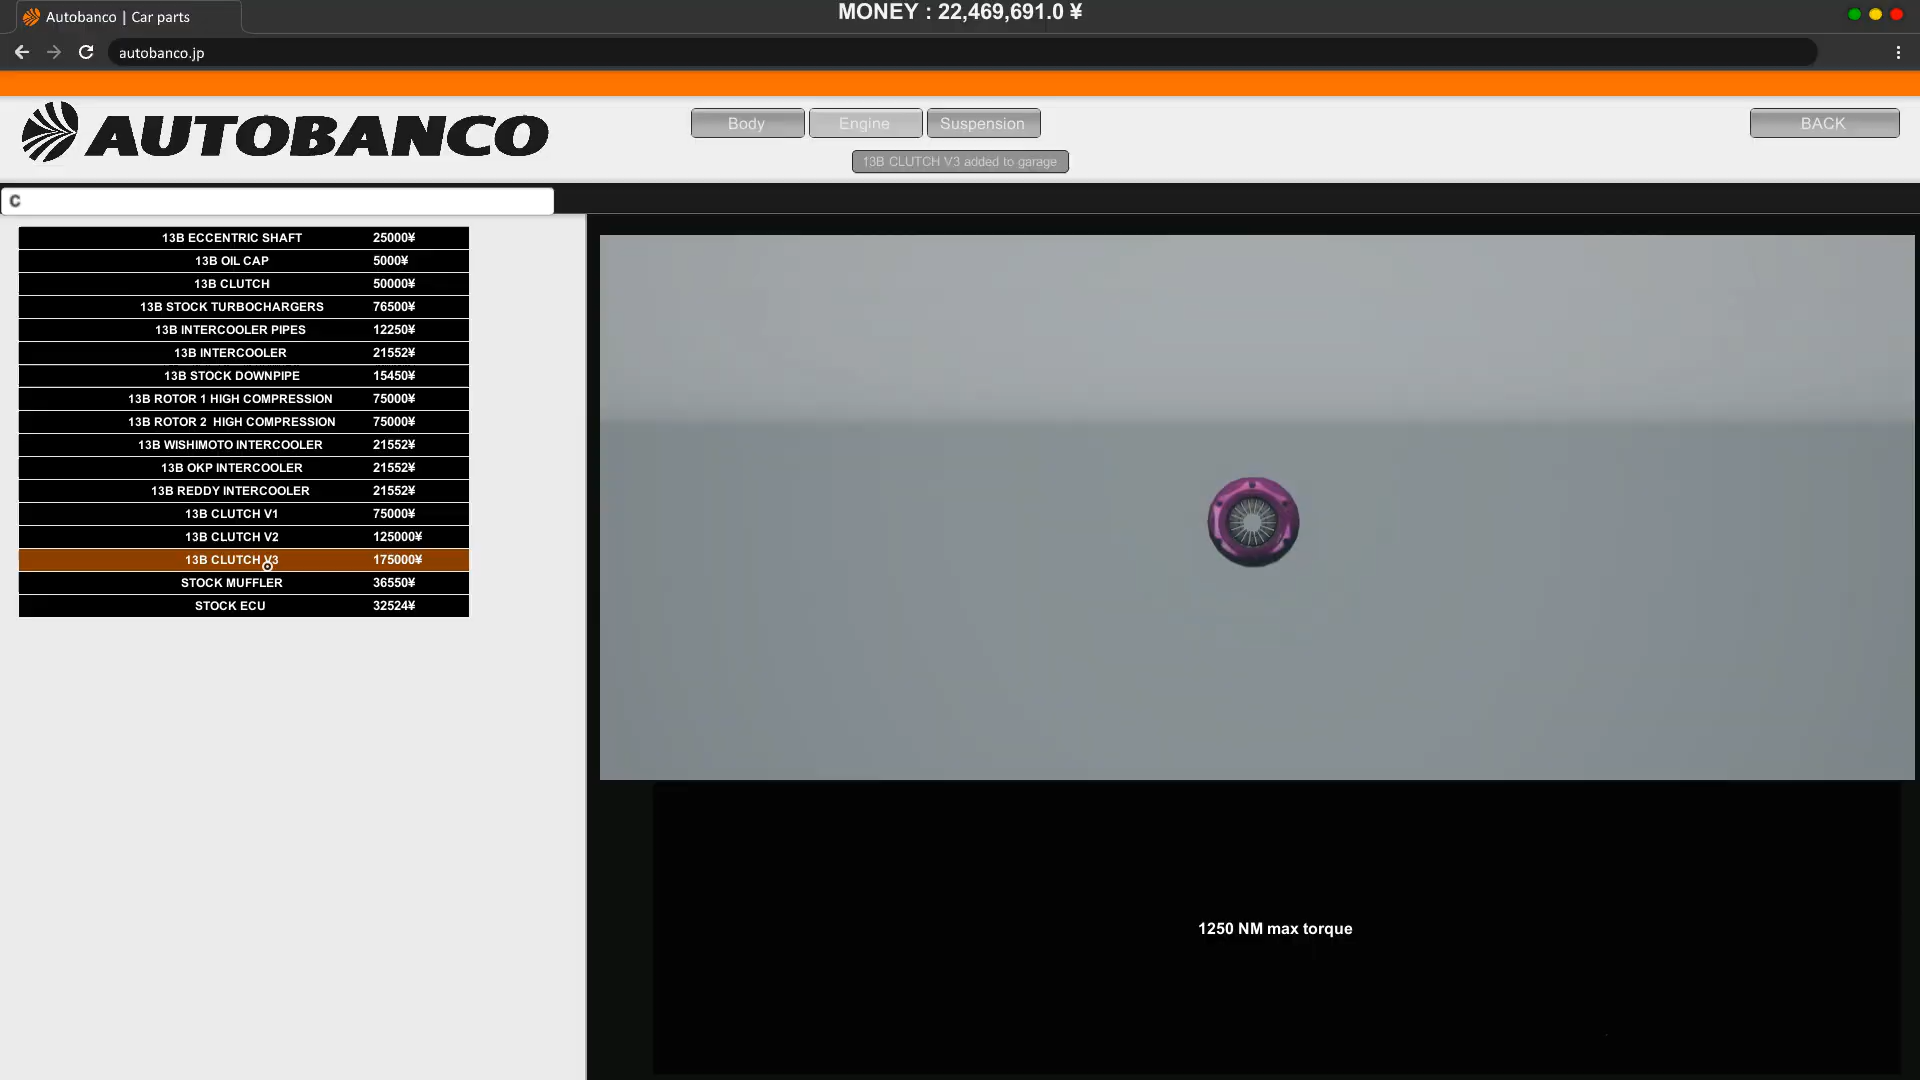 Autobanco | Car parts
MONEY : 22,469,691.0 ¥
autobanco.jp
AUTOBANCO
Body
Engine
Suspension
BACK
13B CLUTCH V3 added to garage
C
13B ECCENTRIC SHAFT 25000¥
13B OIL CAP 5000¥
13B CLUTCH 50000¥
13B STOCK TURBOCHARGERS 76500¥
13B INTERCOOLER PIPES 12250¥
13B INTERCOOLER 21552¥
13B STOCK DOWNPIPE 15450¥
13B ROTOR 1 HIGH COMPRESSION 75000¥
13B ROTOR 2 HIGH COMPRESSION 75000¥
13B WISHIMOTO INTERCOOLER 21552¥
13B OKP INTERCOOLER 21552¥
13B REDDY INTERCOOLER 21552¥
13B CLUTCH V1 75000¥
13B CLUTCH V2 125000¥
13B CLUTCH V3 175000¥
STOCK MUFFLER 36550¥
STOCK ECU 32524¥
1250 NM max torque